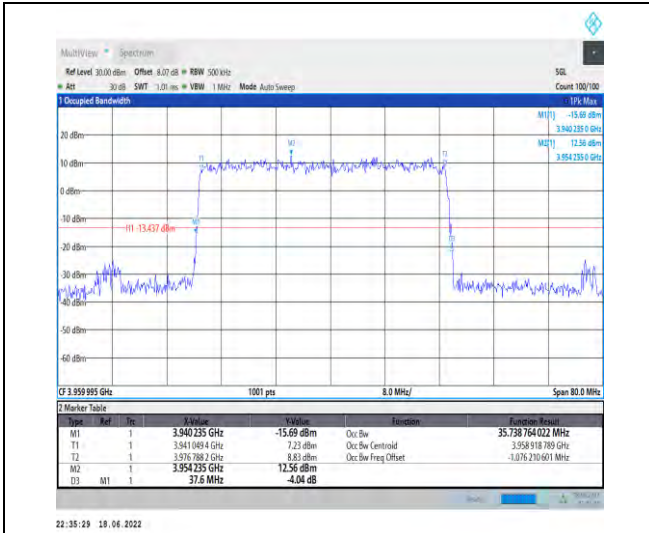 MultiView Spectrum
Ref Level 30.00 dBm Offset 8.07 dB RBW 500 kHz SGL
Att 30 dB SWT 1.01 ms VBW 1 MHz Mode Auto Sweep Count 100/100
1 Occupied Bandwidth 1Pk Max
M1[1] -15.69 dBm
3.940 235 0 GHz
M2[1] 12.56 dBm
3.954 235 0 GHz
20 dBm
M2
T1 T2
10 dBm
0 dBm
-10 dBm
M1
H1 -13.437 dBm
-20 dBm
D3
-30 dBm
-40 dBm
-50 dBm
-60 dBm
CF 3.959 995 GHz 1001 pts 8.0 MHz/ Span 80.0 MHz
2 Marker Table
Type Ref Trc X-Value Y-Value Function Function Result
M1 1 3.940 235 GHz -15.69 dBm Occ Bw 35.738 764 022 MHz
T1 1 3.941 049 4 GHz 7.23 dBm Occ Bw Centroid 3.958 918 789 GHz
T2 1 3.976 788 2 GHz 8.83 dBm Occ Bw Freq Offset -1.076 210 601 MHz
M2 1 3.954 235 GHz 12.56 dBm
D3 M1 1 37.6 MHz -4.04 dB
22:35:29 18.06.2022